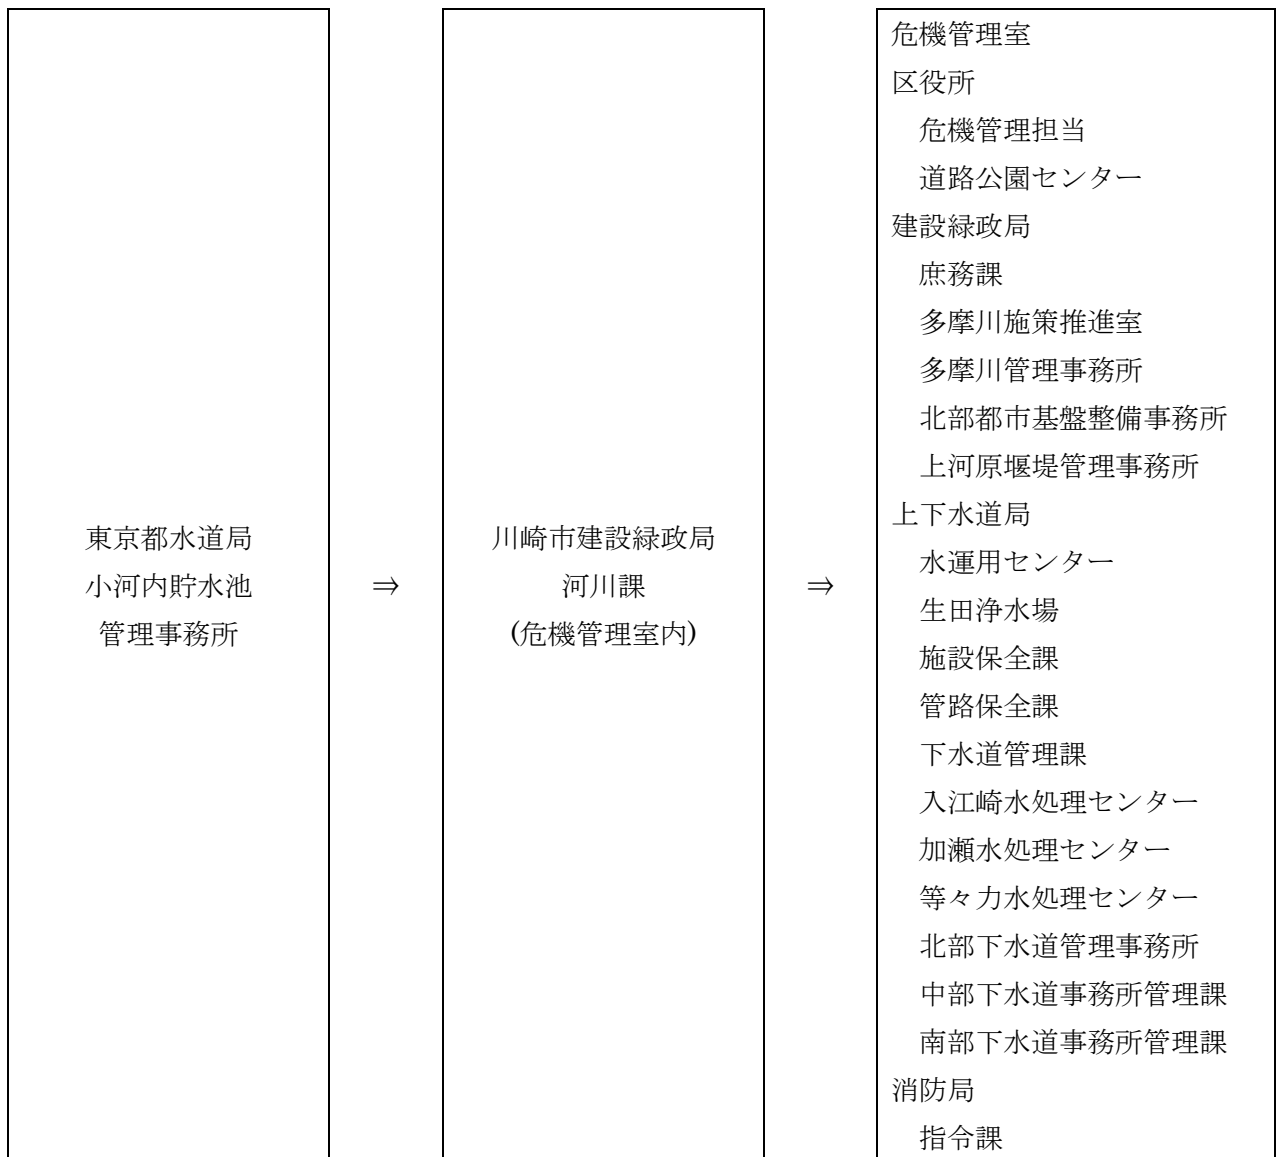 東京都水道局
小河内貯水池
管理事務所
⇒
川崎市建設緑政局
河川課
(危機管理室内)
⇒
危機管理室
区役所
危機管理担当
道路公園センター
建設緑政局
庶務課
多摩川施策推進室
多摩川管理事務所
北部都市基盤整備事務所
上河原堰堤管理事務所
上下水道局
水運用センター
生田浄水場
施設保全課
管路保全課
下水道管理課
入江崎水処理センター
加瀬水処理センター
等々力水処理センター
北部下水道管理事務所
中部下水道事務所管理課
南部下水道事務所管理課
消防局
指令課